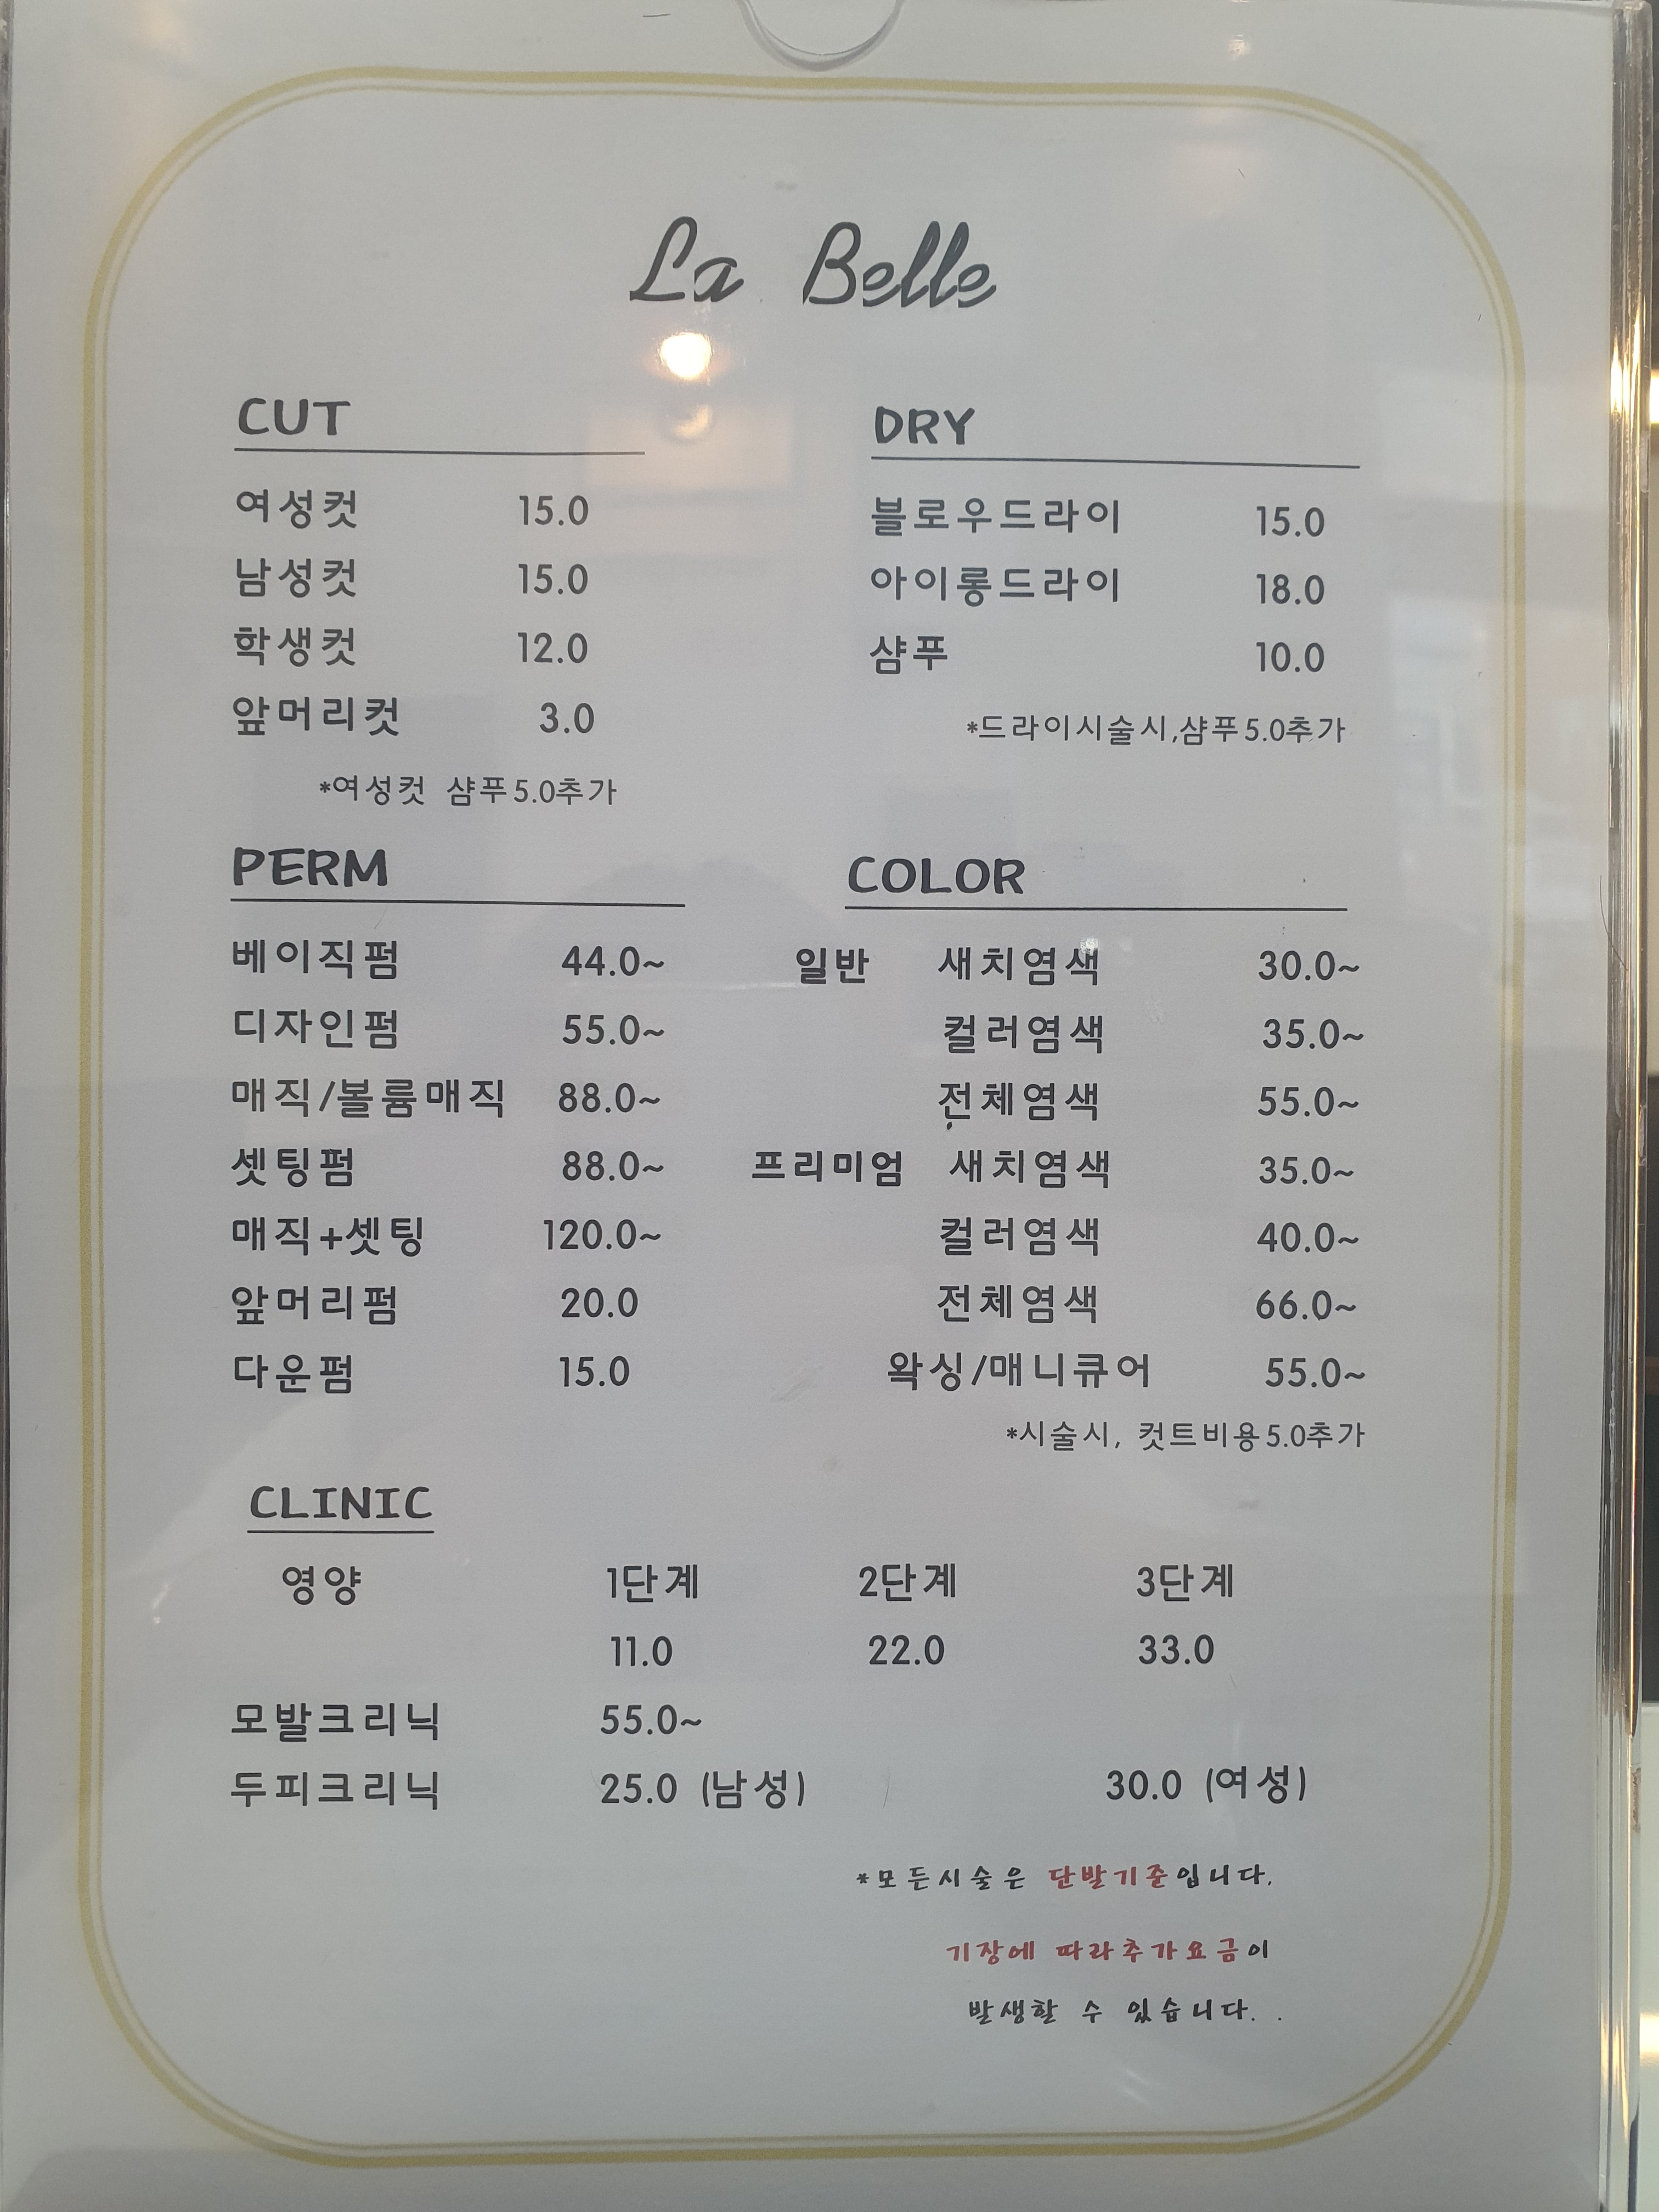 La Belle
CUT
여성컷 15.0
남성컷 15.0
학생컷 12.0
앞머리컷 3.0
*여성컷 샴푸5.0추가
DRY
블로우드라이 15.0
아이롱드라이 18.0
샴푸 10.0
*드라이시술시,샴푸5.0추가
PERM
베이직펌 44.0~
디자인펌 55.0~
매직/볼륨매직 88.0~
셋팅펌 88.0~
매직+셋팅 120.0~
앞머리펌 20.0
다운펌 15.0
COLOR
일반 새치염색 30.0~
컬러염색 35.0~
전체염색 55.0~
프리미엄 새치염색 35.0~
컬러염색 40.0~
전체염색 66.0~
왁싱/매니큐어 55.0~
*시술시, 컷트비용5.0추가
CLINIC
영양 1단계 2단계 3단계
11.0 22.0 33.0
모발크리닉 55.0~
두피크리닉 25.0 (남성) 30.0 (여성)
*모든시술은 단발기준입니다.
기장에 따라추가요금이
발생할 수 있습니다. .